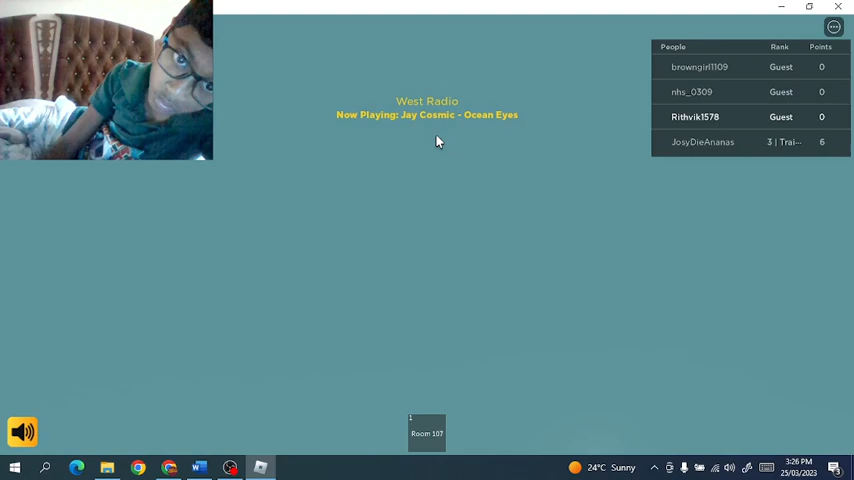 People Rank Points
browngirl1109 Guest 0
nhs_0309 Guest 0
Rithvik1578 Guest 0
JosyDieAnanas 3 | Trai··· 6
West Radio
Now Playing: Jay Cosmic - Ocean Eyes
1
Room 107
24°C Sunny
3:26 PM
25/03/2023
3